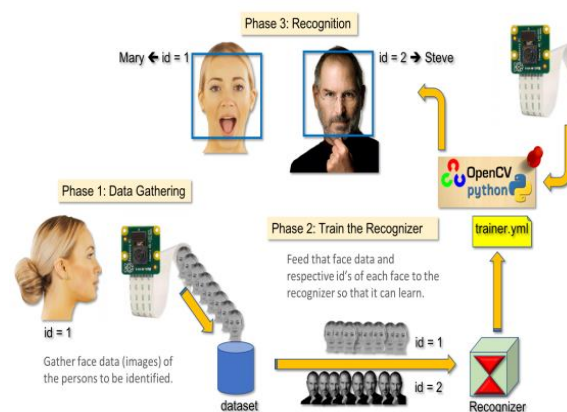 Phase 3: Recognition
Mary ← id = 1
id = 2 → Steve
OpenCV
python
Phase 1: Data Gathering
Phase 2: Train the Recognizer
trainer.yml
Feed that face data and
respective id's of each face to the
recognizer so that it can learn.
id = 1
Gather face data (images) of
the persons to be identified.
id = 1
id = 2
dataset
Recognizer